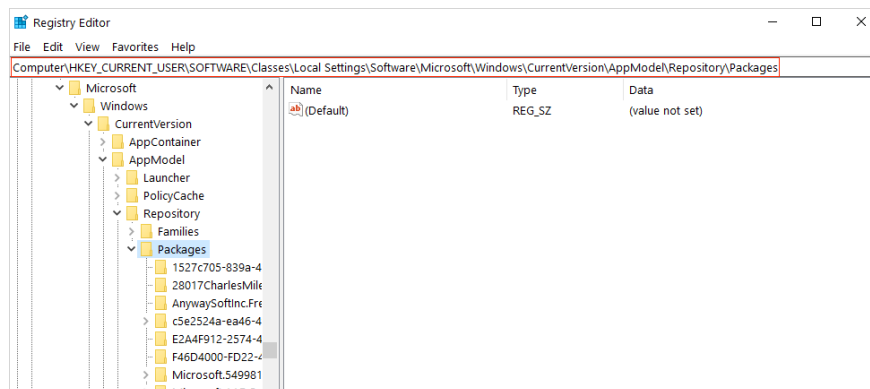 Registry Editor
File Edit View Favorites Help
Computer\HKEY_CURRENT_USER\SOFTWARE\Classes\Local Settings\Software\Microsoft\Windows\CurrentVersion\AppModel\Repository\Packages
Microsoft
Windows
CurrentVersion
AppContainer
AppModel
Launcher
PolicyCache
Repository
Families
Packages
1527c705-839a-4
28017CharlesMile
AnywaySoftInc.Fre
c5e2524a-ea46-4
E2A4F912-2574-4
F46D4000-FD22-4
Microsoft.549981
Name Type Data
ab (Default) REG_SZ (value not set)